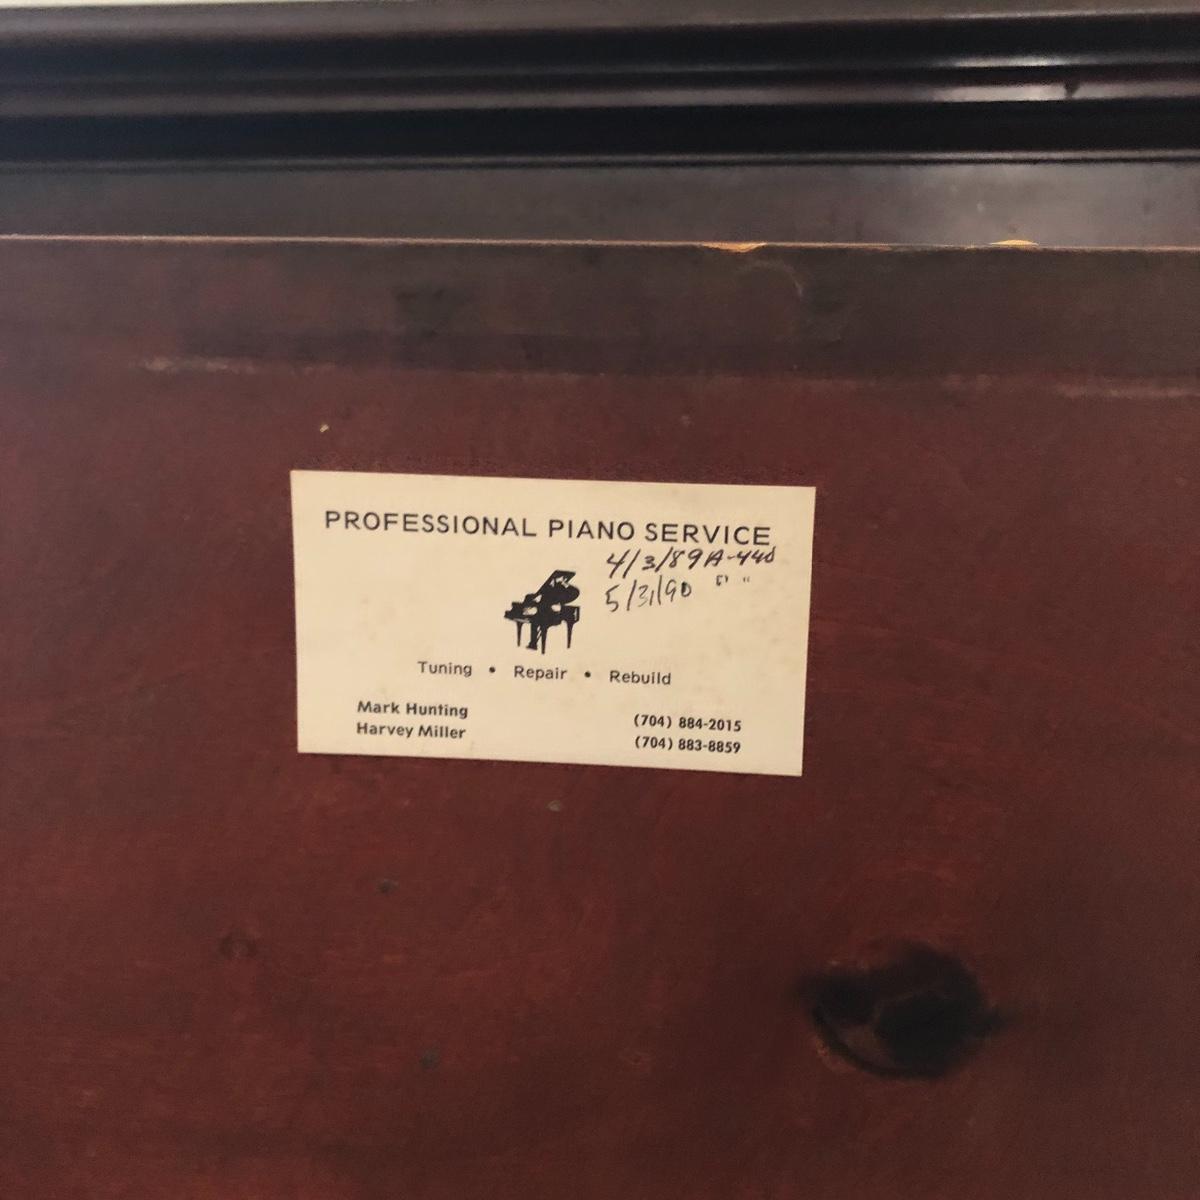 PROFESSIONAL PIANO SERVICE
4/3/89 A-440
5/31/90 " "
Tuning • Repair • Rebuild
Mark Hunting (704) 884-2015
Harvey Miller (704) 883-8859